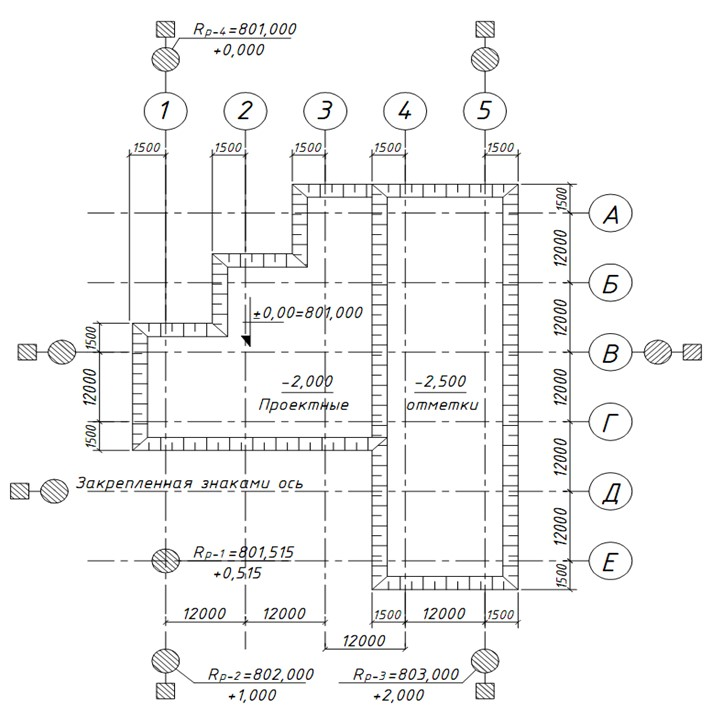 Rр-4=801,000
+0,000
1 2 3 4 5
1500 1500 1500 1500 1500
1500
А
12000
Б
±0,00=801,000
12000
1500
В
12000
-2,000 -2,500
12000
Проектные отметки
Г
1500
12000
Закрепленная знаками ось
Д
12000
Rр-1=801,515
Е
+0,515
1500
12000 12000 1500 12000 1500
12000
Rр-2=802,000 Rр-3=803,000
+1,000 +2,000